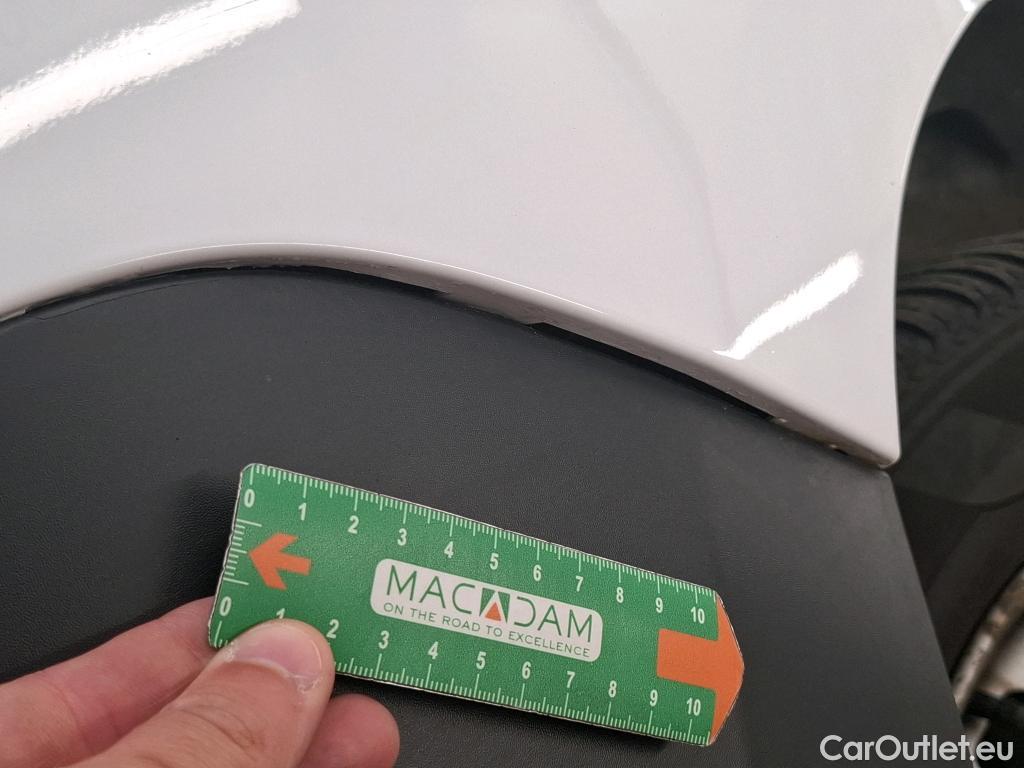 0 1 2 3 4 5 6 7 8 9 10
MACADAM
ON THE ROAD TO EXCELLENCE
0 1 2 3 4 5 6 7 8 9 10
CarOutlet.eu